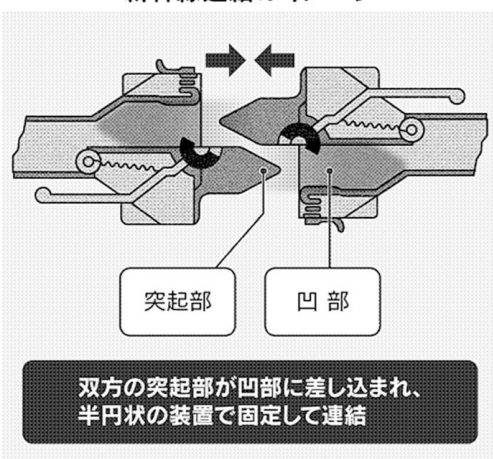 突起部
凹部
双方の突起部が凹部に差し込まれ、
半円状の装置で固定して連結